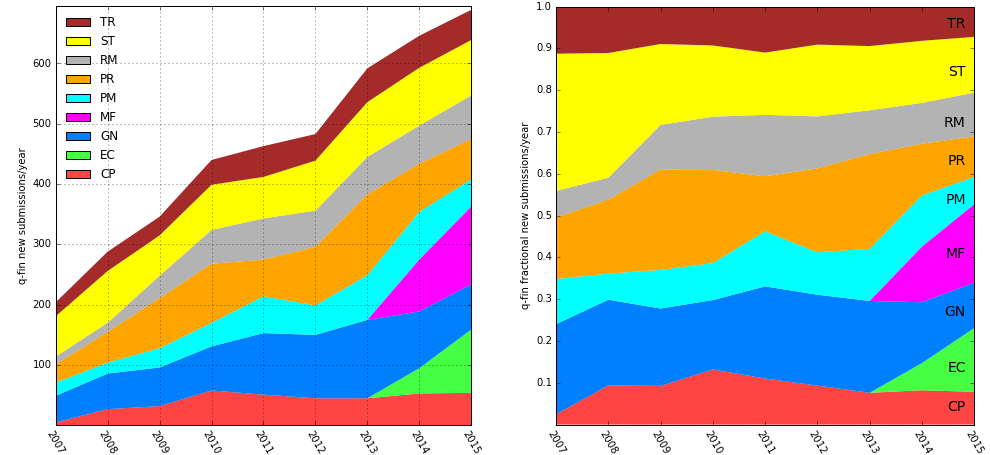 q-fin new submissions/year
600
500
400
300
200
100
TR
ST
RM
PR
PM
MF
GN
EC
CP
2007
2008
2009
2010
2011
2012
2013
2014
2015
q-fin fractional new submissions/year
1.0
0.9
0.8
0.7
0.6
0.5
0.4
0.3
0.2
0.1
TR
ST
RM
PR
PM
MF
GN
EC
CP
2007
2008
2009
2010
2011
2012
2013
2014
2015